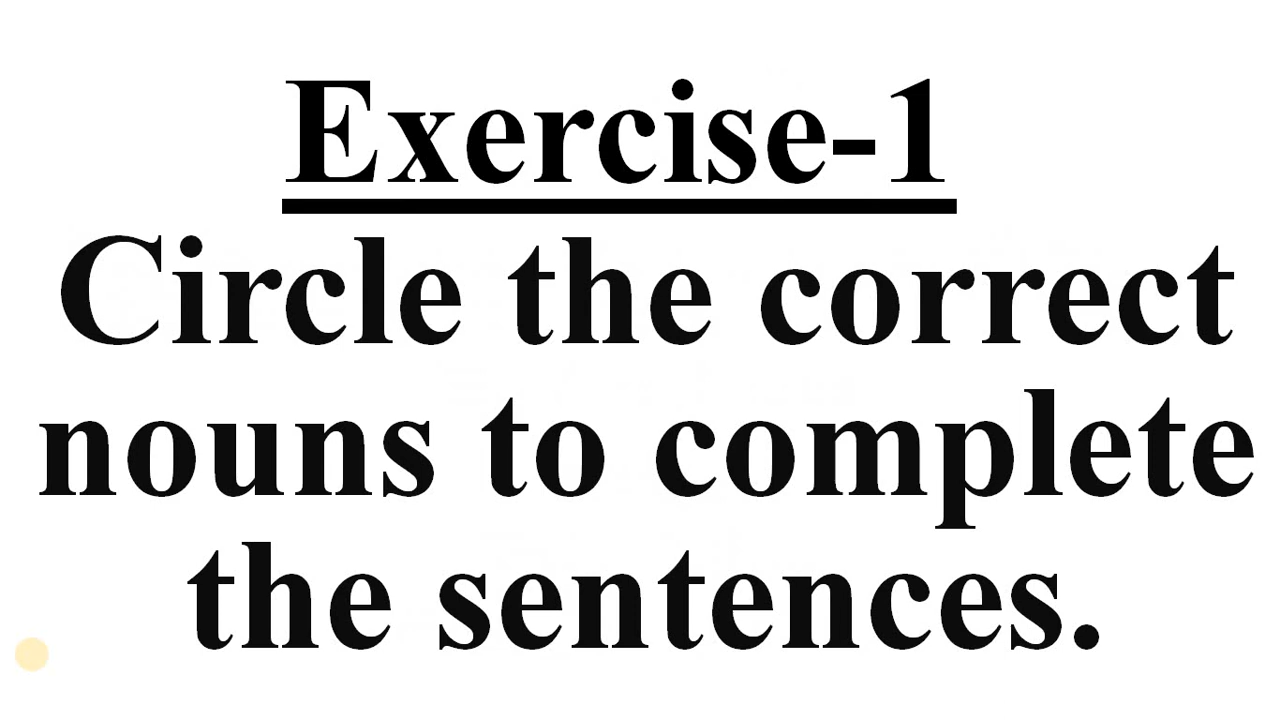 Exercise-1
Circle the correct
nouns to complete
the sentences.